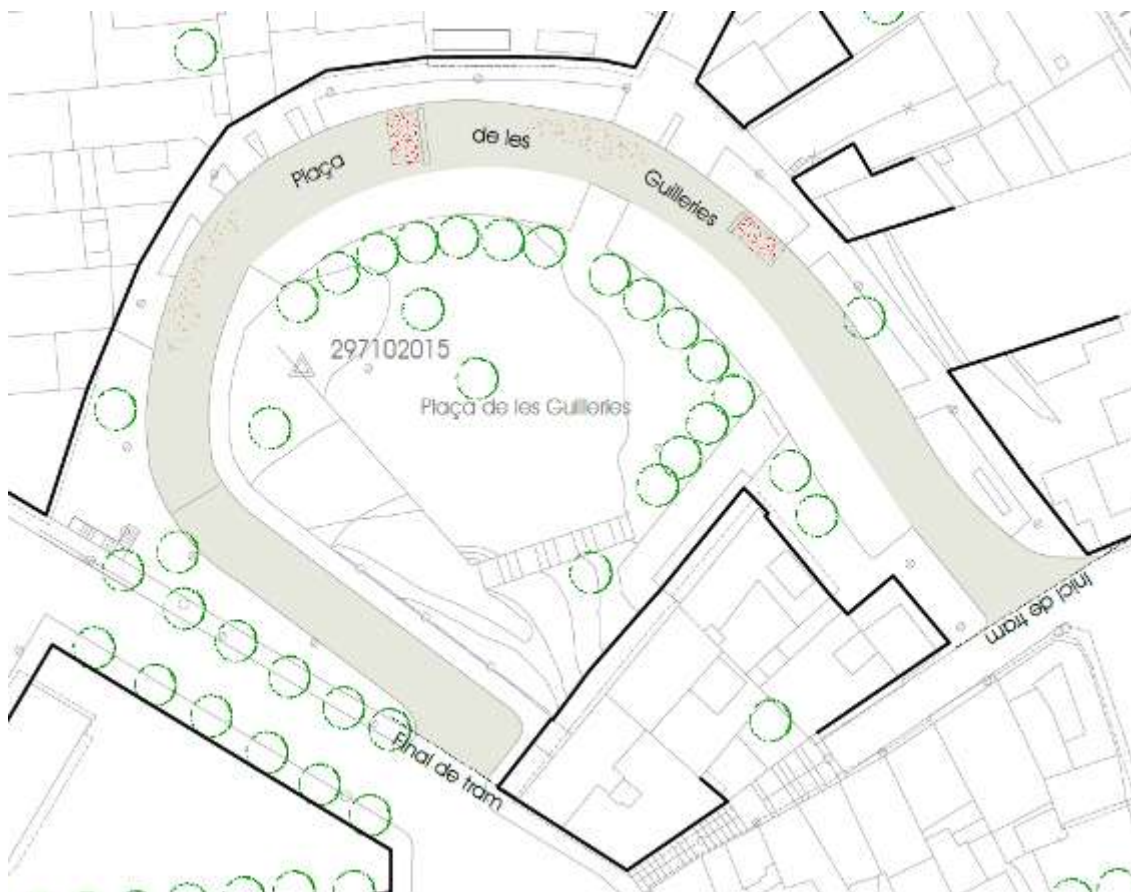 Plaça de les Guilleries
297102015
Plaça de les Guilleries
Inici de tram
Final de tram